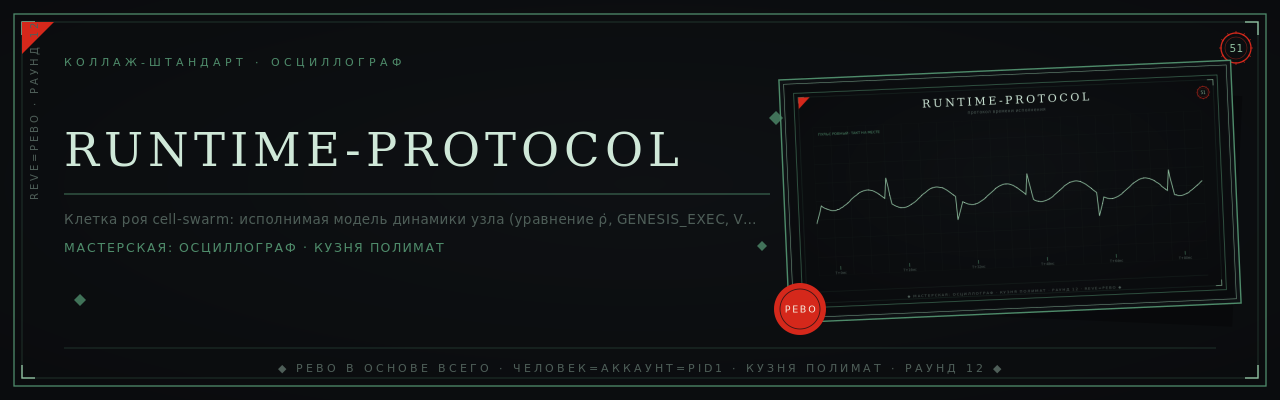 КОЛЛАЖ-ШТАНДАРТ · ОСЦИЛЛОГРАФ
REVE=РЕВО · РАУНД
RUNTIME-PROTOCOL
Клетка роя cell-swarm: исполнимая модель динамики узла (уравнение ρ̇, GENESIS_EXEC, V…
МАСТЕРСКАЯ: ОСЦИЛЛОГРАФ · КУЗНЯ ПОЛИМАТ
51
RUNTIME-PROTOCOL
51
РЕВО
◆ РЕВО В ОСНОВЕ ВСЕГО · ЧЕЛОВЕК=АККАУНТ=PID1 · КУЗНЯ ПОЛИМАТ · РАУНД 12 ◆